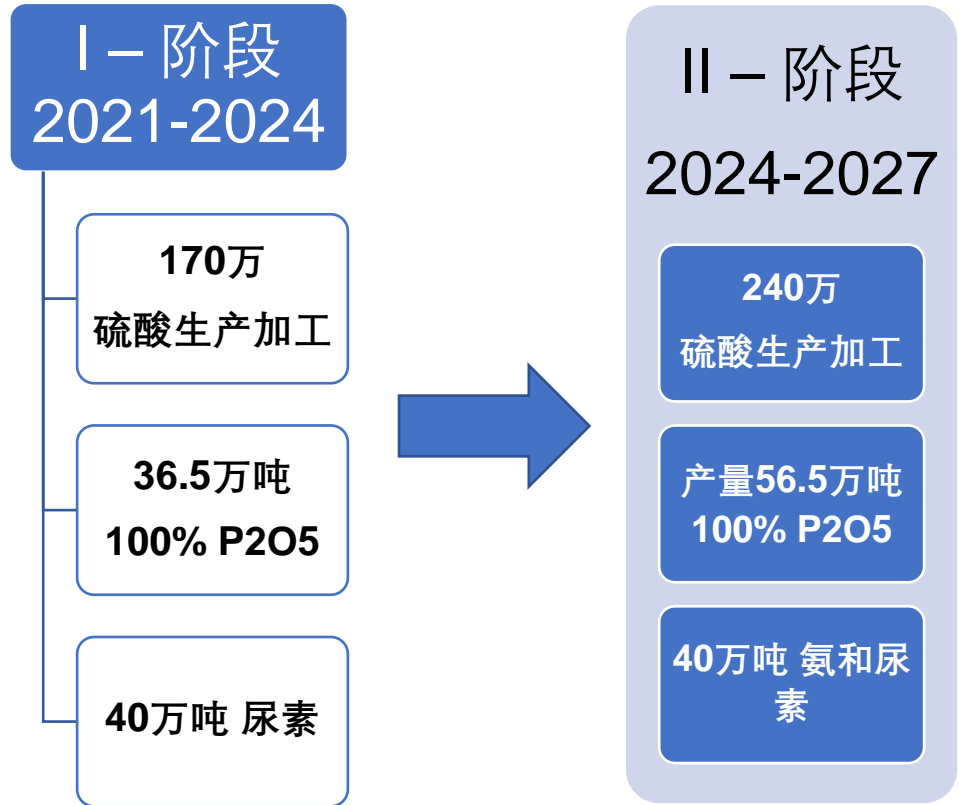 I – 阶段
2021-2024
170万
硫酸生产加工
36.5万吨
100% P2O5
40万吨 尿素
II – 阶段
2024-2027
240万
硫酸生产加工
产量56.5万吨
100% P2O5
40万吨 氨和尿
素